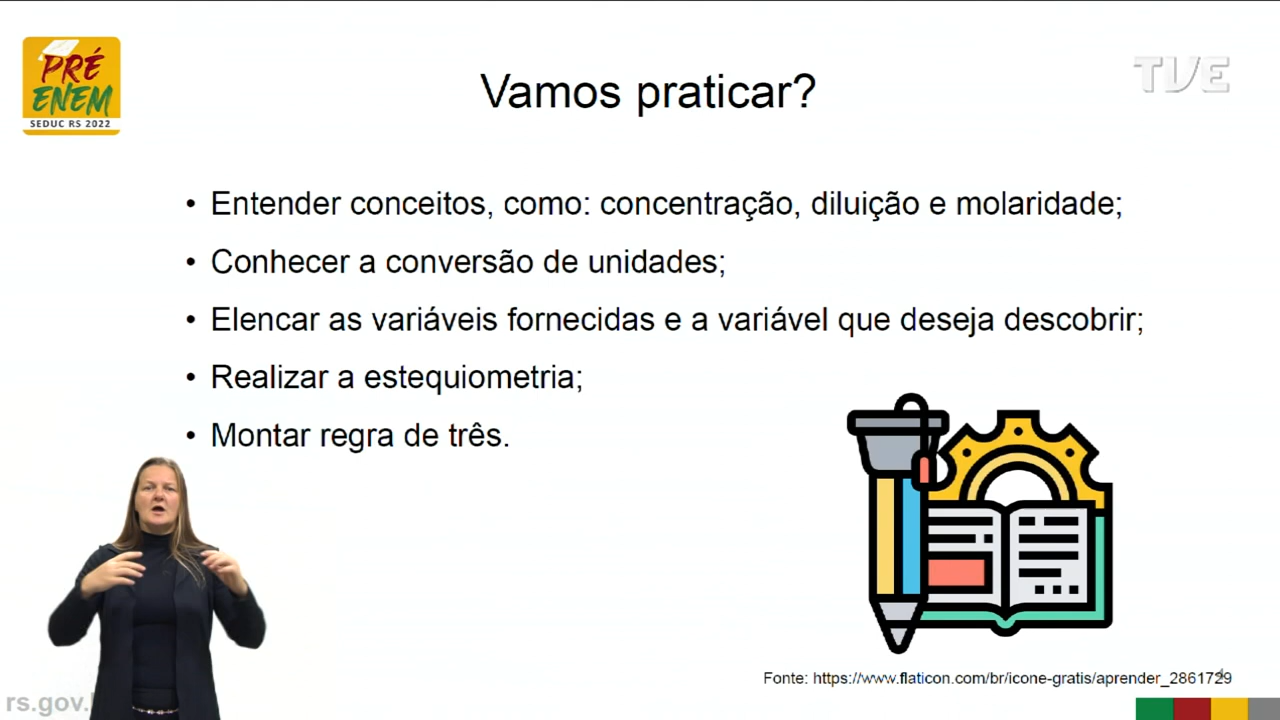 PRÉ
ENEM
SEDUC RS 2022
TVE
Vamos praticar?
• Entender conceitos, como: concentração, diluição e molaridade;
• Conhecer a conversão de unidades;
• Elencar as variáveis fornecidas e a variável que deseja descobrir;
• Realizar a estequiometria;
• Montar regra de três.
Fonte: https://www.flaticon.com/br/icone-gratis/aprender_2861729
4
rs.gov.